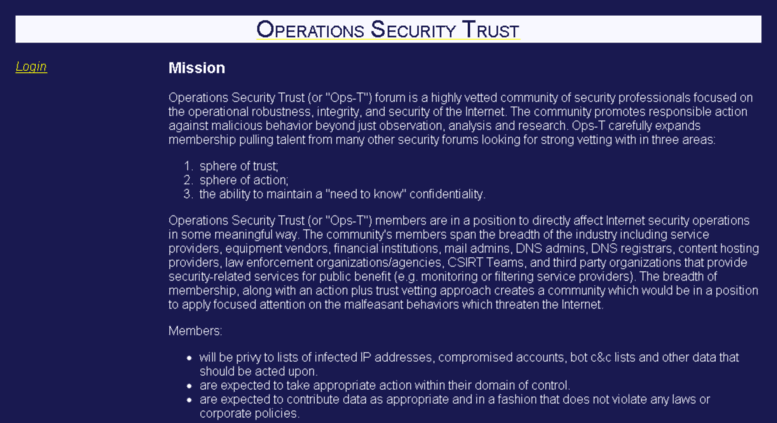 OPERATIONS SECURITY TRUST
Login
Mission
Operations Security Trust (or "Ops-T") forum is a highly vetted community of security professionals focused on
the operational robustness, integrity, and security of the Internet. The community promotes responsible action
against malicious behavior beyond just observation, analysis and research. Ops-T carefully expands
membership pulling talent from many other security forums looking for strong vetting with in three areas:
1. sphere of trust;
2. sphere of action;
3. the ability to maintain a "need to know" confidentiality.
Operations Security Trust (or "Ops-T") members are in a position to directly affect Internet security operations
in some meaningful way. The community's members span the breadth of the industry including service
providers, equipment vendors, financial institutions, mail admins, DNS admins, DNS registrars, content hosting
providers, law enforcement organizations/agencies, CSIRT Teams, and third party organizations that provide
security-related services for public benefit (e.g. monitoring or filtering service providers). The breadth of
membership, along with an action plus trust vetting approach creates a community which would be in a position
to apply focused attention on the malfeasant behaviors which threaten the Internet.
Members:
• will be privy to lists of infected IP addresses, compromised accounts, bot c&c lists and other data that
should be acted upon.
• are expected to take appropriate action within their domain of control.
• are expected to contribute data as appropriate and in a fashion that does not violate any laws or
corporate policies.